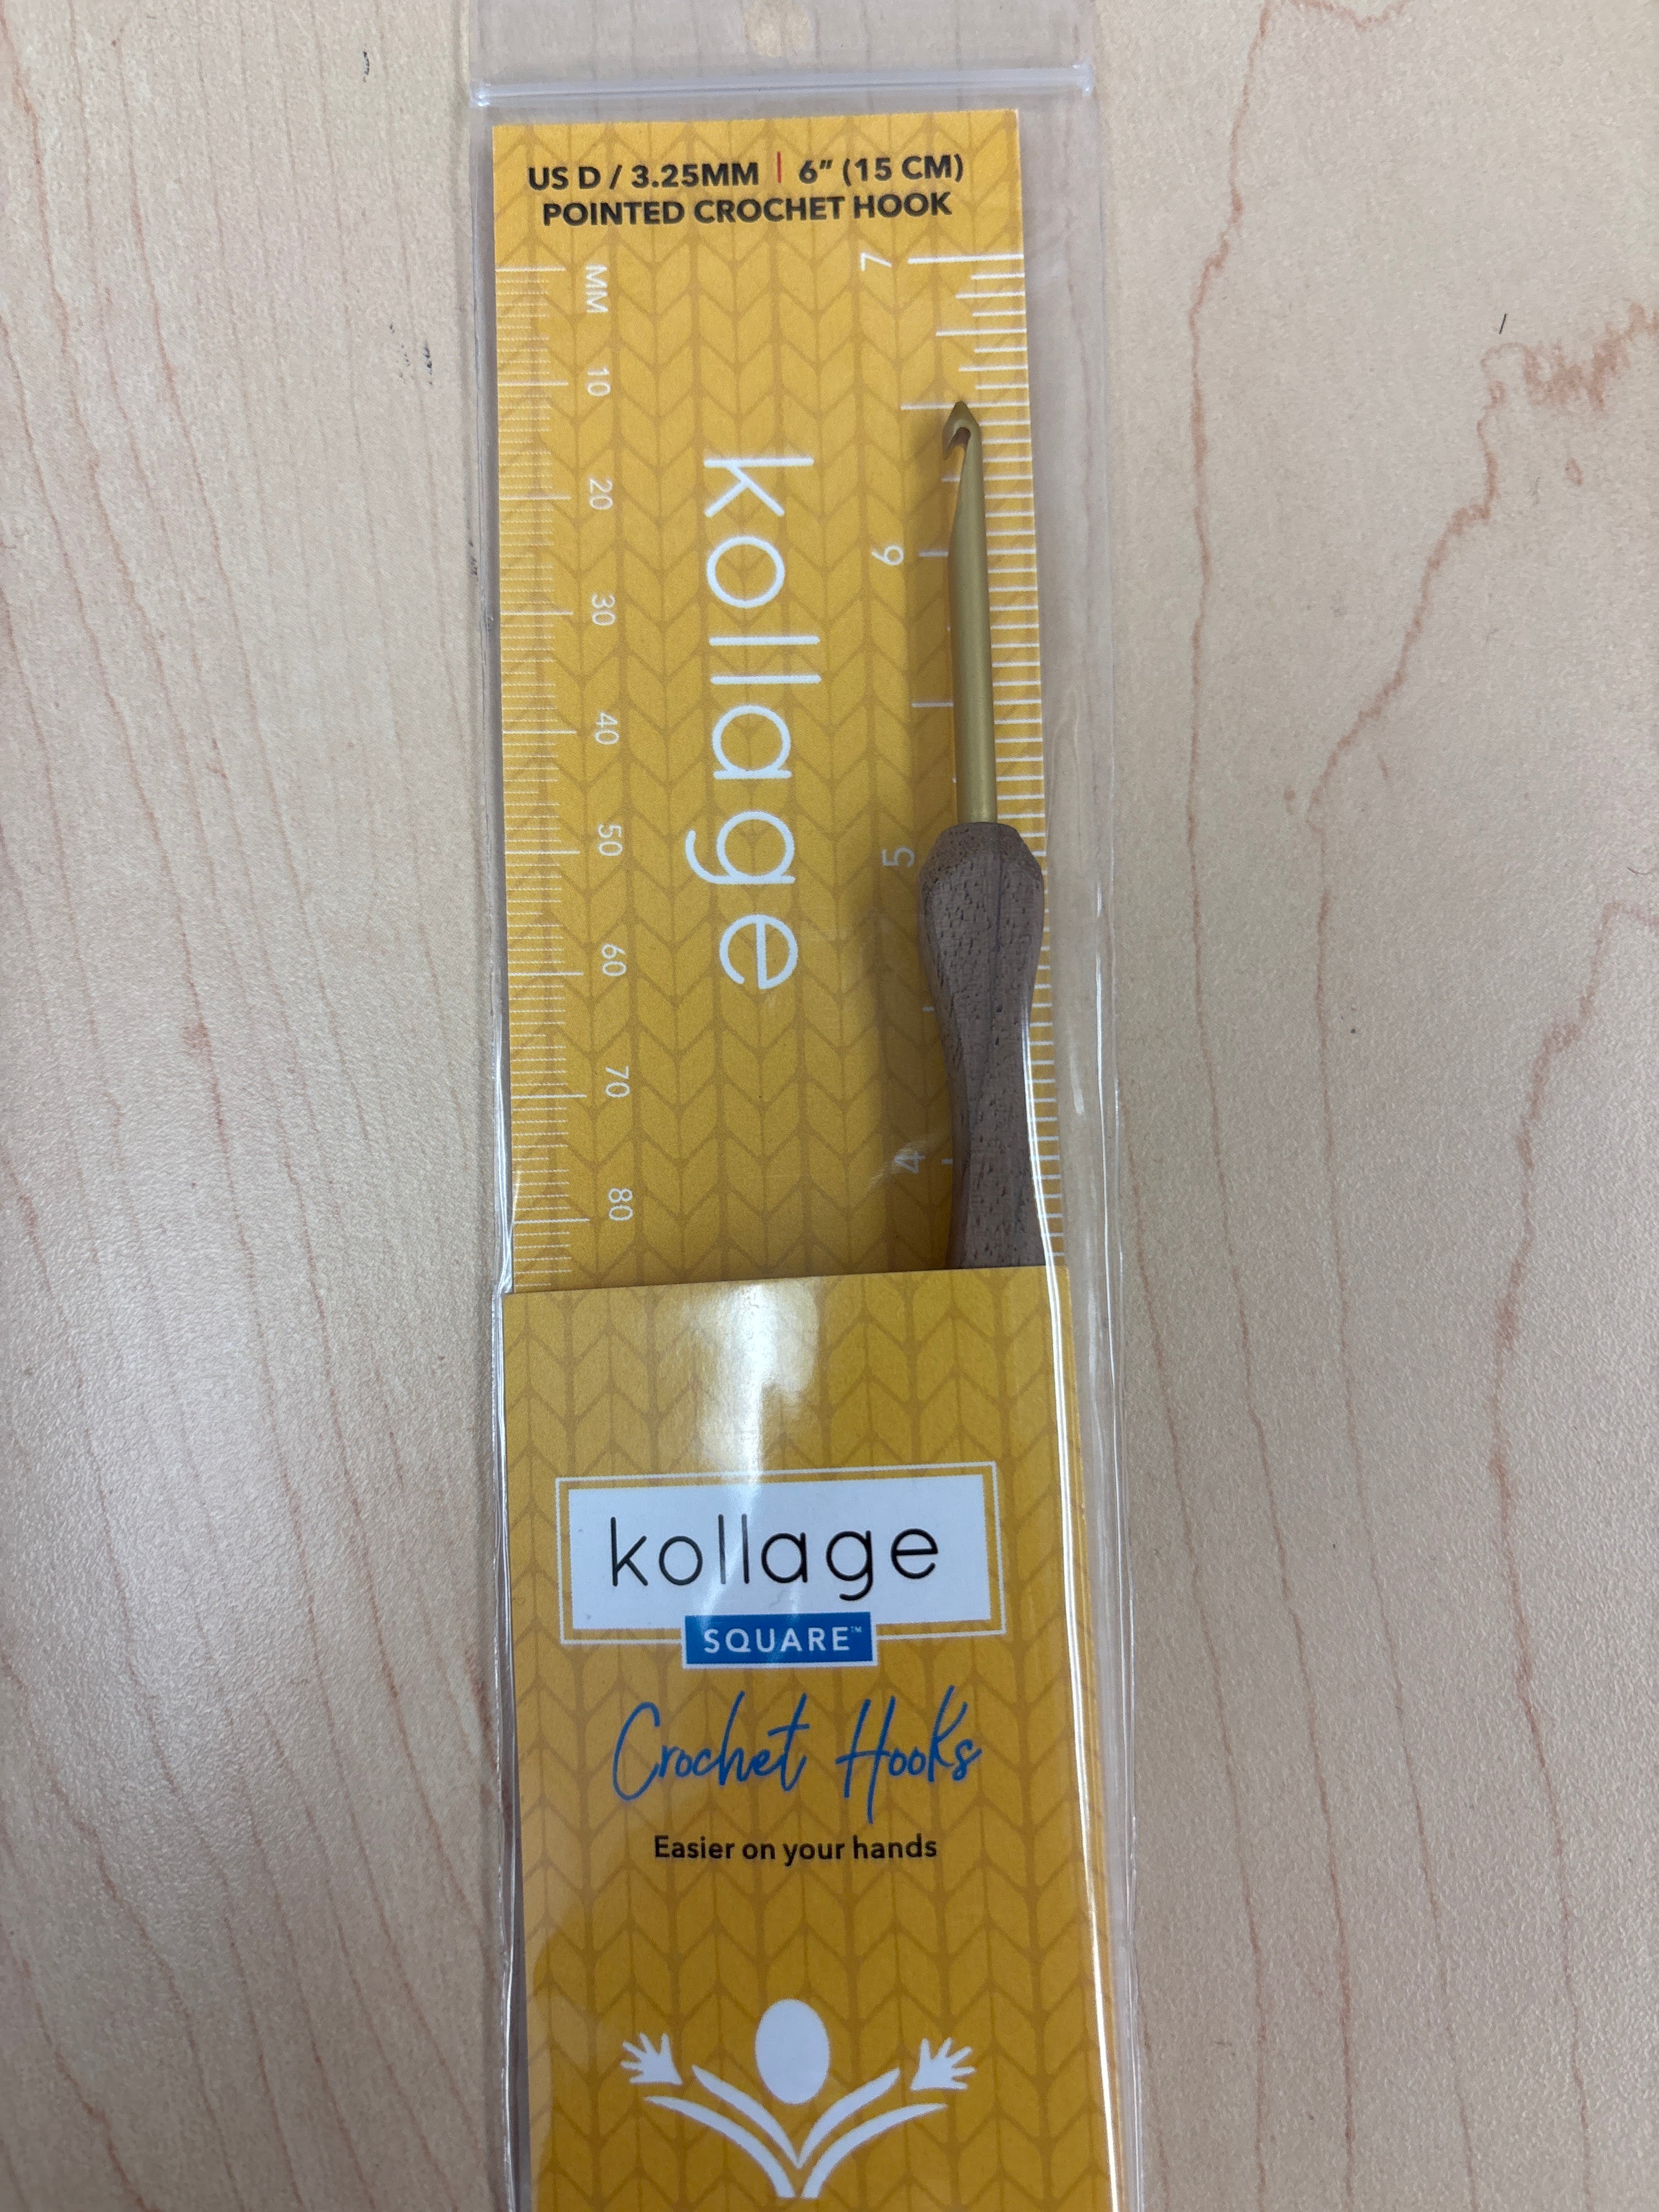 US D / 3.25MM | 6” (15 CM)
POINTED CROCHET HOOK
MM 10 20 30 40 50 60 70 80
kollage
7 6 5 4
kollage
SQUARE™
Crochet Hooks
Easier on your hands